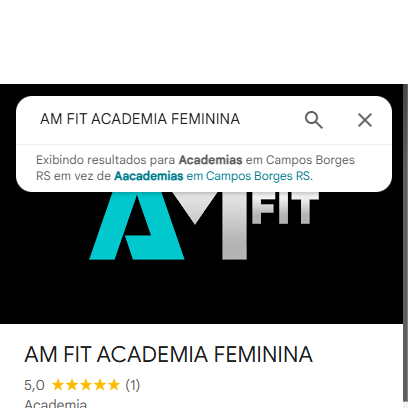 AM FIT ACADEMIA FEMININA
Exibindo resultados para Academias em Campos Borges
RS em vez de Aacademias em Campos Borges RS.
AM FIT
AM FIT ACADEMIA FEMININA
5,0 ★★★★★ (1)
Academia